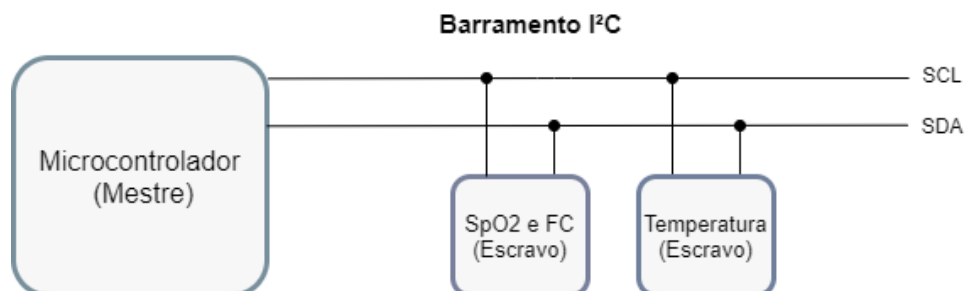 Barramento I²C
SCL
SDA
Microcontrolador
(Mestre)
SpO2 e FC
(Escravo)
Temperatura
(Escravo)